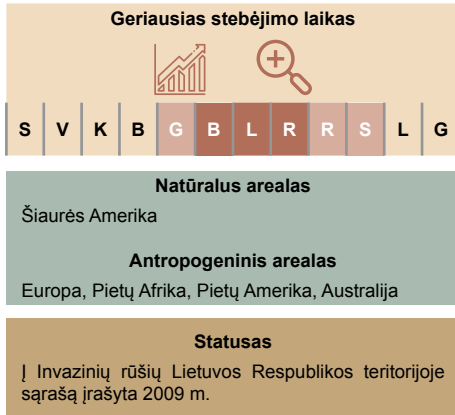 Geriausias stebėjimo laikas
S V K B G B L R R S L G
Natūralus arealas
Šiaurės Amerika
Antropogeninis arealas
Europa, Pietų Afrika, Pietų Amerika, Australija
Statusas
Į Invazinių rūšių Lietuvos Respublikos teritorijoje
sąrašą įrašyta 2009 m.